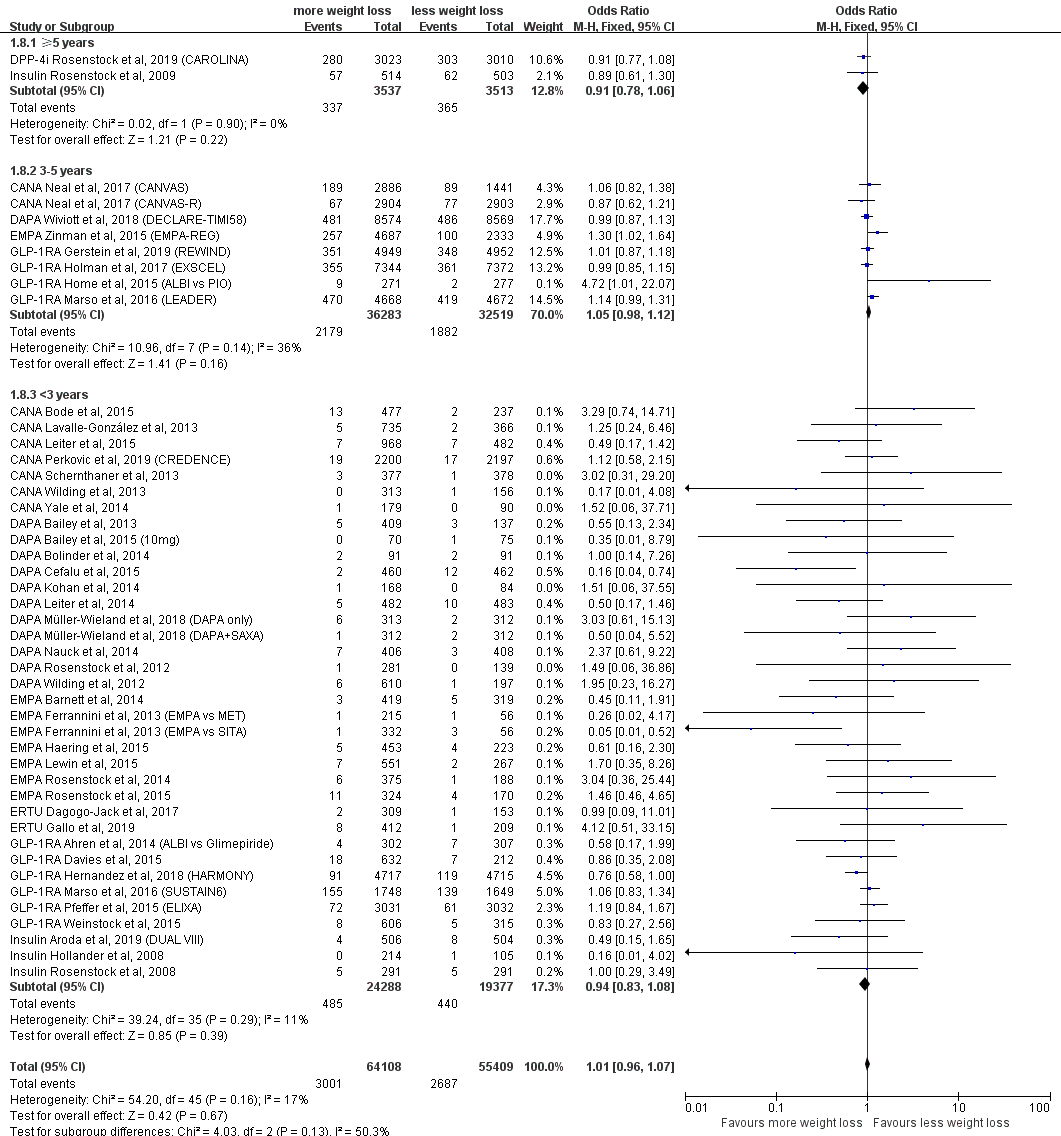 more weight loss less weight loss Odds Ratio Odds Ratio
Study or Subgroup Events Total Events Total Weight M-H, Fixed, 95% CI M-H, Fixed, 95% CI
1.8.1 ≥5 years
DPP-4i Rosenstock et al, 2019 (CAROLINA) 280 3023 303 3010 10.6% 0.91 [0.77, 1.08]
Insulin Rosenstock et al, 2009 57 514 62 503 2.1% 0.89 [0.61, 1.30]
Subtotal (95% CI) 3537 3513 12.8% 0.91 [0.78, 1.06]
Total events 337 365
Heterogeneity: Chi² = 0.02, df = 1 (P = 0.90); I² = 0%
Test for overall effect: Z = 1.21 (P = 0.22)
1.8.2 3-5 years
CANA Neal et al, 2017 (CANVAS) 189 2886 89 1441 4.3% 1.06 [0.82, 1.38]
CANA Neal et al, 2017 (CANVAS-R) 67 2904 77 2903 2.9% 0.87 [0.62, 1.21]
DAPA Wiviott et al, 2018 (DECLARE-TIMI58) 481 8574 486 8569 17.7% 0.99 [0.87, 1.13]
EMPA Zinman et al, 2015 (EMPA-REG) 257 4687 100 2333 4.9% 1.30 [1.02, 1.64]
GLP-1RA Gerstein et al, 2019 (REWIND) 351 4949 348 4952 12.5% 1.01 [0.87, 1.18]
GLP-1RA Holman et al, 2017 (EXSCEL) 355 7344 361 7372 13.2% 0.99 [0.85, 1.15]
GLP-1RA Home et al, 2015 (ALBI vs PIO) 9 271 2 277 0.1% 4.72 [1.01, 22.07]
GLP-1RA Marso et al, 2016 (LEADER) 470 4668 419 4672 14.5% 1.14 [0.99, 1.31]
Subtotal (95% CI) 36283 32519 70.0% 1.05 [0.98, 1.12]
Total events 2179 1882
Heterogeneity: Chi² = 10.96, df = 7 (P = 0.14); I² = 36%
Test for overall effect: Z = 1.41 (P = 0.16)
1.8.3 <3 years
CANA Bode et al, 2015 13 477 2 237 0.1% 3.29 [0.74, 14.71]
CANA Lavalle-González et al, 2013 5 735 2 366 0.1% 1.25 [0.24, 6.46]
CANA Leiter et al, 2015 7 968 7 482 0.3% 0.49 [0.17, 1.42]
CANA Perkovic et al, 2019 (CREDENCE) 19 2200 17 2197 0.6% 1.12 [0.58, 2.15]
CANA Schernthaner et al, 2013 3 377 1 378 0.0% 3.02 [0.31, 29.20]
CANA Wilding et al, 2013 0 313 1 156 0.1% 0.17 [0.01, 4.08]
CANA Yale et al, 2014 1 179 0 90 0.0% 1.52 [0.06, 37.71]
DAPA Bailey et al, 2013 5 409 3 137 0.2% 0.55 [0.13, 2.34]
DAPA Bailey et al, 2015 (10mg) 0 70 1 75 0.1% 0.35 [0.01, 8.79]
DAPA Bolinder et al, 2014 2 91 2 91 0.1% 1.00 [0.14, 7.26]
DAPA Cefalu et al, 2015 2 460 12 462 0.5% 0.16 [0.04, 0.74]
DAPA Kohan et al, 2014 1 168 0 84 0.0% 1.51 [0.06, 37.55]
DAPA Leiter et al, 2014 5 482 10 483 0.4% 0.50 [0.17, 1.46]
DAPA Müller-Wieland et al, 2018 (DAPA only) 6 313 2 312 0.1% 3.03 [0.61, 15.13]
DAPA Müller-Wieland et al, 2018 (DAPA+SAXA) 1 312 2 312 0.1% 0.50 [0.04, 5.52]
DAPA Nauck et al, 2014 7 406 3 408 0.1% 2.37 [0.61, 9.22]
DAPA Rosenstock et al, 2012 1 281 0 139 0.0% 1.49 [0.06, 36.86]
DAPA Wilding et al, 2012 6 610 1 197 0.1% 1.95 [0.23, 16.27]
EMPA Barnett et al, 2014 3 419 5 319 0.2% 0.45 [0.11, 1.91]
EMPA Ferrannini et al, 2013 (EMPA vs MET) 1 215 1 56 0.1% 0.26 [0.02, 4.17]
EMPA Ferrannini et al, 2013 (EMPA vs SITA) 1 332 3 56 0.2% 0.05 [0.01, 0.52]
EMPA Haering et al, 2015 5 453 4 223 0.2% 0.61 [0.16, 2.30]
EMPA Lewin et al, 2015 7 551 2 267 0.1% 1.70 [0.35, 8.26]
EMPA Rosenstock et al, 2014 6 375 1 188 0.0% 3.04 [0.36, 25.44]
EMPA Rosenstock et al, 2015 11 324 4 170 0.2% 1.46 [0.46, 4.65]
ERTU Dagogo-Jack et al, 2017 2 309 1 153 0.0% 0.99 [0.09, 11.01]
ERTU Gallo et al, 2019 8 412 1 209 0.0% 4.12 [0.51, 33.15]
GLP-1RA Ahren et al, 2014 (ALBI vs Glimepiride) 4 302 7 307 0.3% 0.58 [0.17, 1.99]
GLP-1RA Davies et al, 2015 18 632 7 212 0.4% 0.86 [0.35, 2.08]
GLP-1RA Hernandez et al, 2018 (HARMONY) 91 4717 119 4715 4.5% 0.76 [0.58, 1.00]
GLP-1RA Marso et al, 2016 (SUSTAIN6) 155 1748 139 1649 5.0% 1.06 [0.83, 1.34]
GLP-1RA Pfeffer et al, 2015 (ELIXA) 72 3031 61 3032 2.3% 1.19 [0.84, 1.67]
GLP-1RA Weinstock et al, 2015 8 606 5 315 0.2% 0.83 [0.27, 2.56]
Insulin Aroda et al, 2019 (DUAL VIII) 4 506 8 504 0.3% 0.49 [0.15, 1.65]
Insulin Hollander et al, 2008 0 214 1 105 0.1% 0.16 [0.01, 4.02]
Insulin Rosenstock et al, 2008 5 291 5 291 0.2% 1.00 [0.29, 3.49]
Subtotal (95% CI) 24288 19377 17.3% 0.94 [0.83, 1.08]
Total events 485 440
Heterogeneity: Chi² = 39.24, df = 35 (P = 0.29); I² = 11%
Test for overall effect: Z = 0.85 (P = 0.39)
Total (95% CI) 64108 55409 100.0% 1.01 [0.96, 1.07]
Total events 3001 2687
Heterogeneity: Chi² = 54.20, df = 45 (P = 0.16); I² = 17%
Test for overall effect: Z = 0.42 (P = 0.67)
Test for subgroup differences: Chi² = 4.03, df = 2 (P = 0.13), I² = 50.3%
0.01 0.1 1 10 100
Favours more weight loss Favours less weight loss